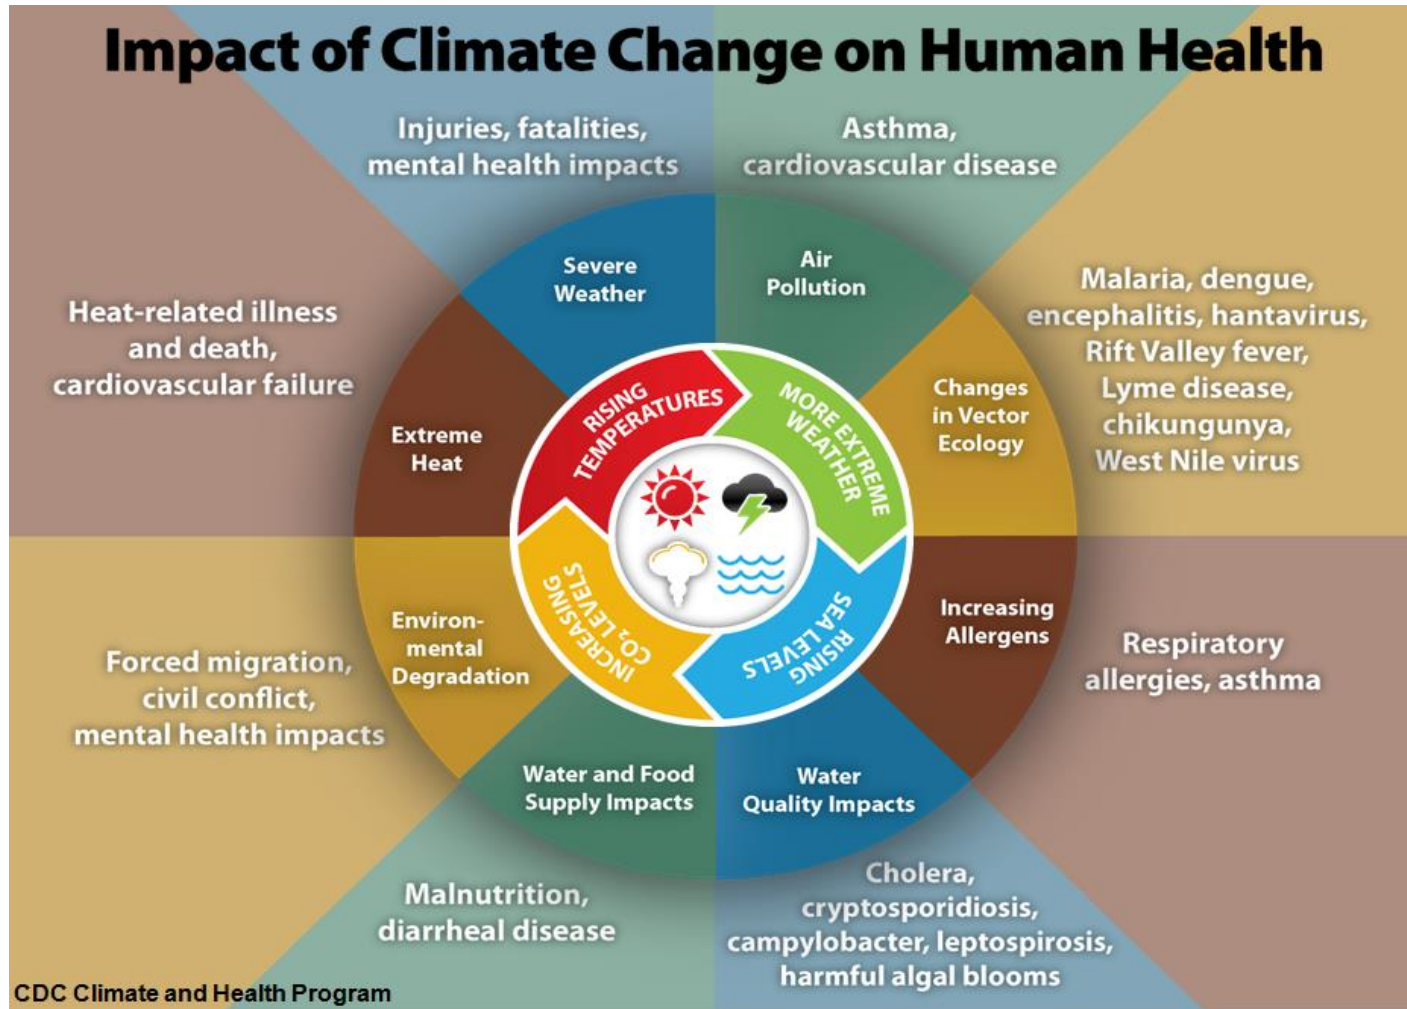 Impact of Climate Change on Human Health
Injuries, fatalities,
mental health impacts
Asthma,
cardiovascular disease
Severe
Weather
Air
Pollution
Malaria, dengue,
encephalitis, hantavirus,
Rift Valley fever,
Lyme disease,
chikungunya,
West Nile virus
Heat-related illness
and death,
cardiovascular failure
Extreme
Heat
Changes
in Vector
Ecology
RISING
TEMPERATURES
MORE EXTREME
WEATHER
INCREASING
CO₂ LEVELS
RISING
SEA LEVELS
Environ-
mental
Degradation
Increasing
Allergens
Forced migration,
civil conflict,
mental health impacts
Respiratory
allergies, asthma
Water and Food
Supply Impacts
Water
Quality Impacts
Malnutrition,
diarrheal disease
Cholera,
cryptosporidiosis,
campylobacter, leptospirosis,
harmful algal blooms
CDC Climate and Health Program